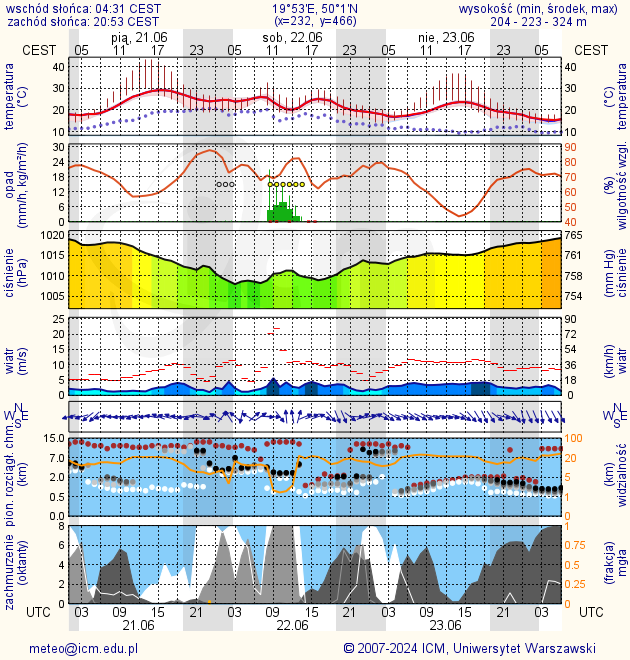 wschód słońca: 04:31 CEST 19°53'E, 50°1'N wysokość (min, środek, max)
zachód słońca: 20:53 CEST (x=232, y=466) 204 - 223 - 324 m
pią, 21.06 sob, 22.06 nie, 23.06
CEST 05 11 17 23 05 11 17 23 05 11 17 23 05 CEST
temperatura (°C)
40
30
20
10
temperatura (°C)
40
30
20
10
opad (mm/h, kg/m²/h)
30
24
18
12
6
0
wilgotność wzgl. (%)
90
80
70
60
50
40
ciśnienie (hPa)
1020
1015
1010
1005
ciśnienie (mm Hg)
765
761
758
754
wiatr (m/s)
25
20
15
10
5
0
wiatr (km/h)
90
72
54
36
18
0
N
W E
S
N
W E
S
pion. rozciągł. chm. (km)
15.0
7.0
2.0
0.5
0.0
widzialność (km)
100
20
5
1
0
zachmurzenie (oktanty)
8
6
4
2
0
mgła (frakcja)
1
0.75
0.5
0.25
0
UTC 03 09 15 21 03 09 15 21 03 09 15 21 03 UTC
21.06 22.06 23.06
meteo@icm.edu.pl © 2007-2024 ICM, Uniwersytet Warszawski